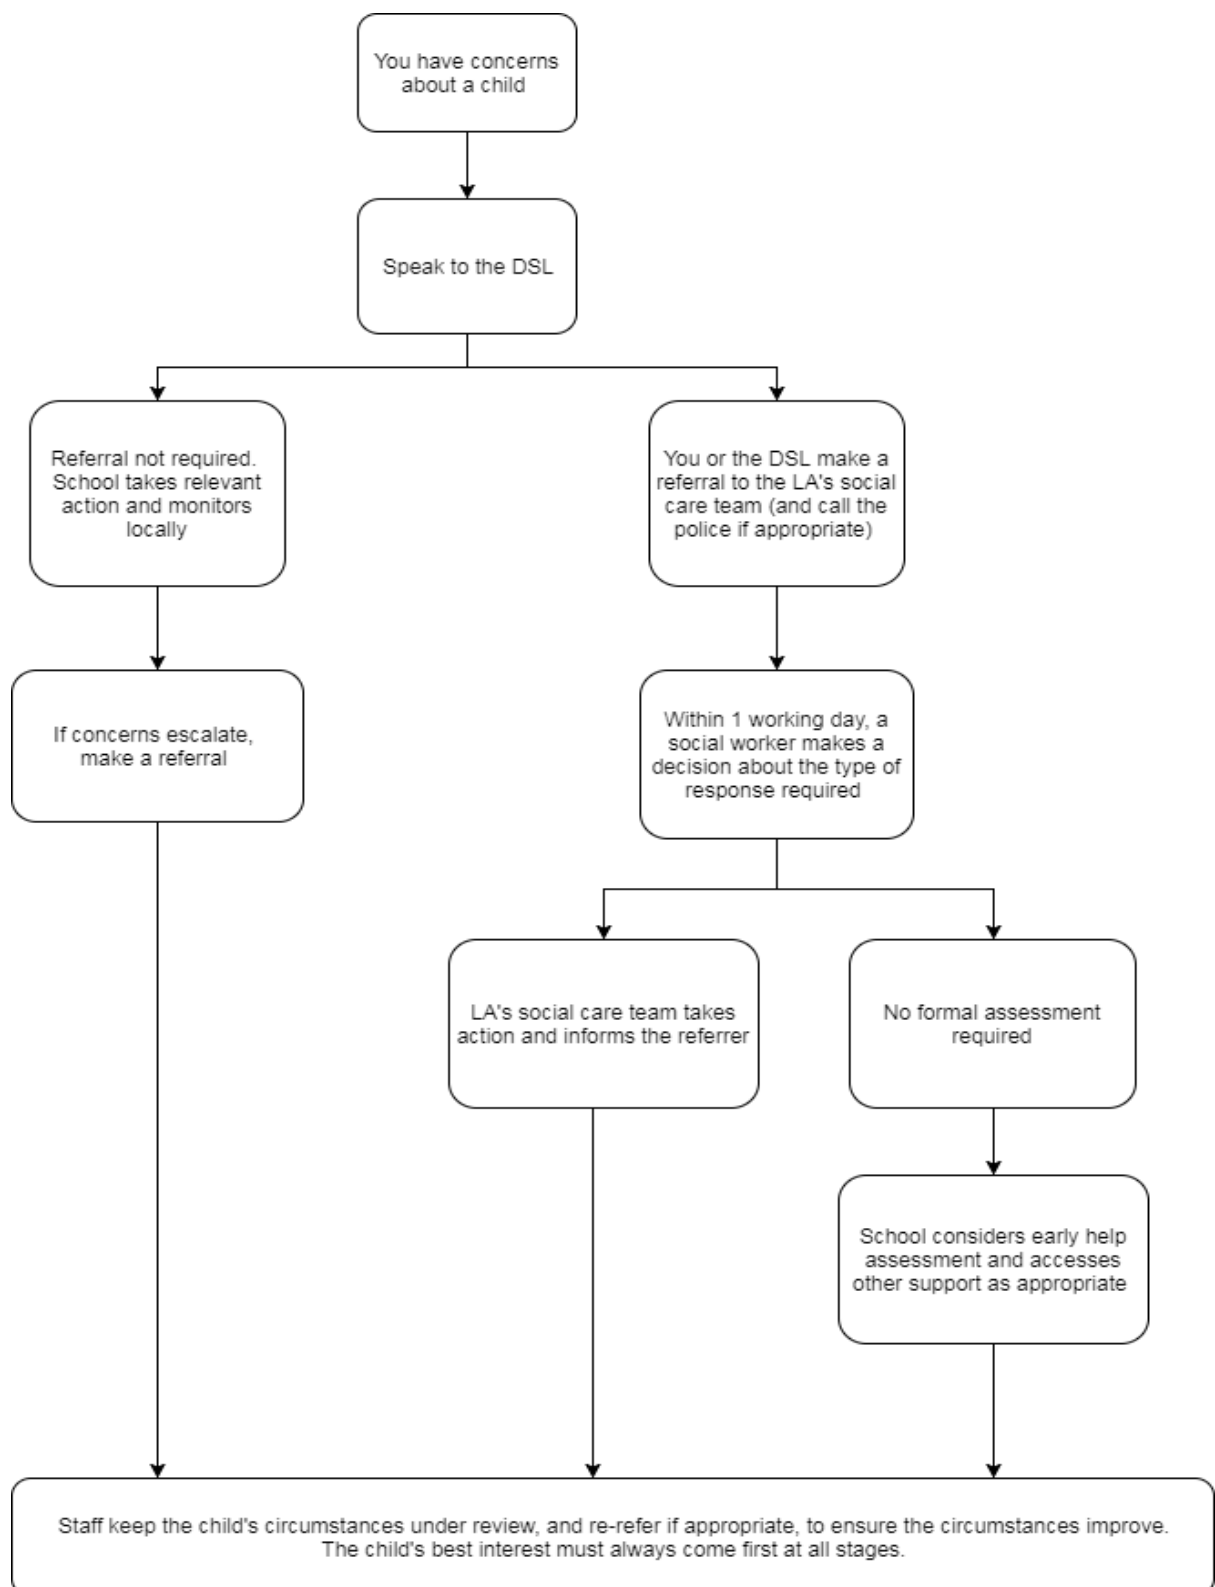 You have concerns
about a child
Speak to the DSL
Referral not required.
School takes relevant
action and monitors
locally
You or the DSL make a
referral to the LA's social
care team (and call the
police if appropriate)
If concerns escalate,
make a referral
Within 1 working day, a
social worker makes a
decision about the type of
response required
LA's social care team takes
action and informs the referrer
No formal assessment
required
School considers early help
assessment and accesses
other support as appropriate
Staff keep the child's circumstances under review, and re-refer if appropriate, to ensure the circumstances improve.
The child's best interest must always come first at all stages.